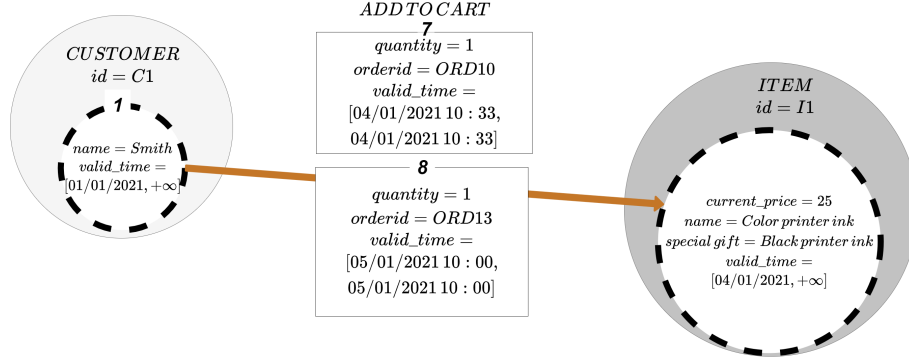 CUSTOMER
id = C1
1
name = Smith
valid_time =
[01/01/2021, +∞]
ADD TO CART
7
quantity = 1
orderid = ORD10
valid_time =
[04/01/2021 10 : 33,
04/01/2021 10 : 33]
8
quantity = 1
orderid = ORD13
valid_time =
[05/01/2021 10 : 00,
05/01/2021 10 : 00]
ITEM
id = I1
current_price = 25
name = Color printer ink
special gift = Black printer ink
valid_time =
[04/01/2021, +∞]